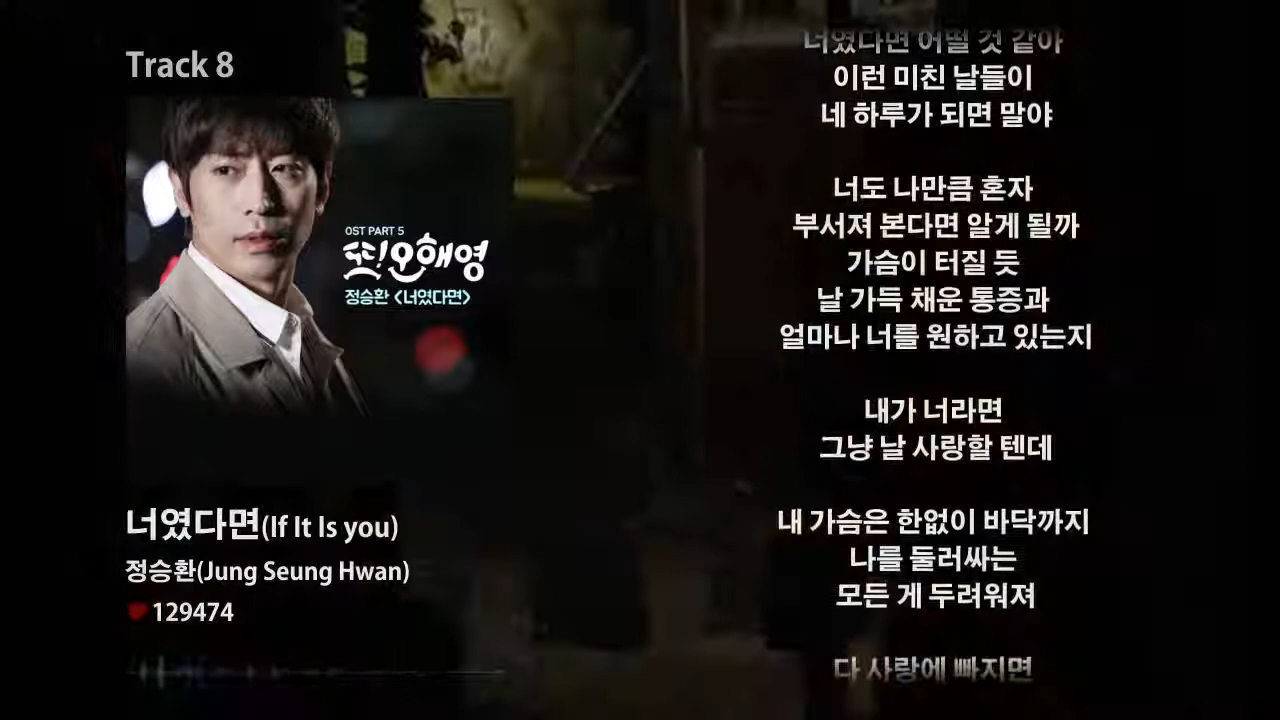 Track 8
OST PART 5
또!오해영
정승환 <너였다면>
너였다면(If It Is you)
정승환(Jung Seung Hwan)
129474
너였다면 어떨 것 같아
이런 미친 날들이
네 하루가 되면 말야
너도 나만큼 혼자
부서져 본다면 알게 될까
가슴이 터질 듯
날 가득 채운 통증과
얼마나 너를 원하고 있는지
내가 너라면
그냥 날 사랑할 텐데
내 가슴은 한없이 바닥까지
나를 둘러싸는
모든 게 두려워져
다 사랑에 빠지면